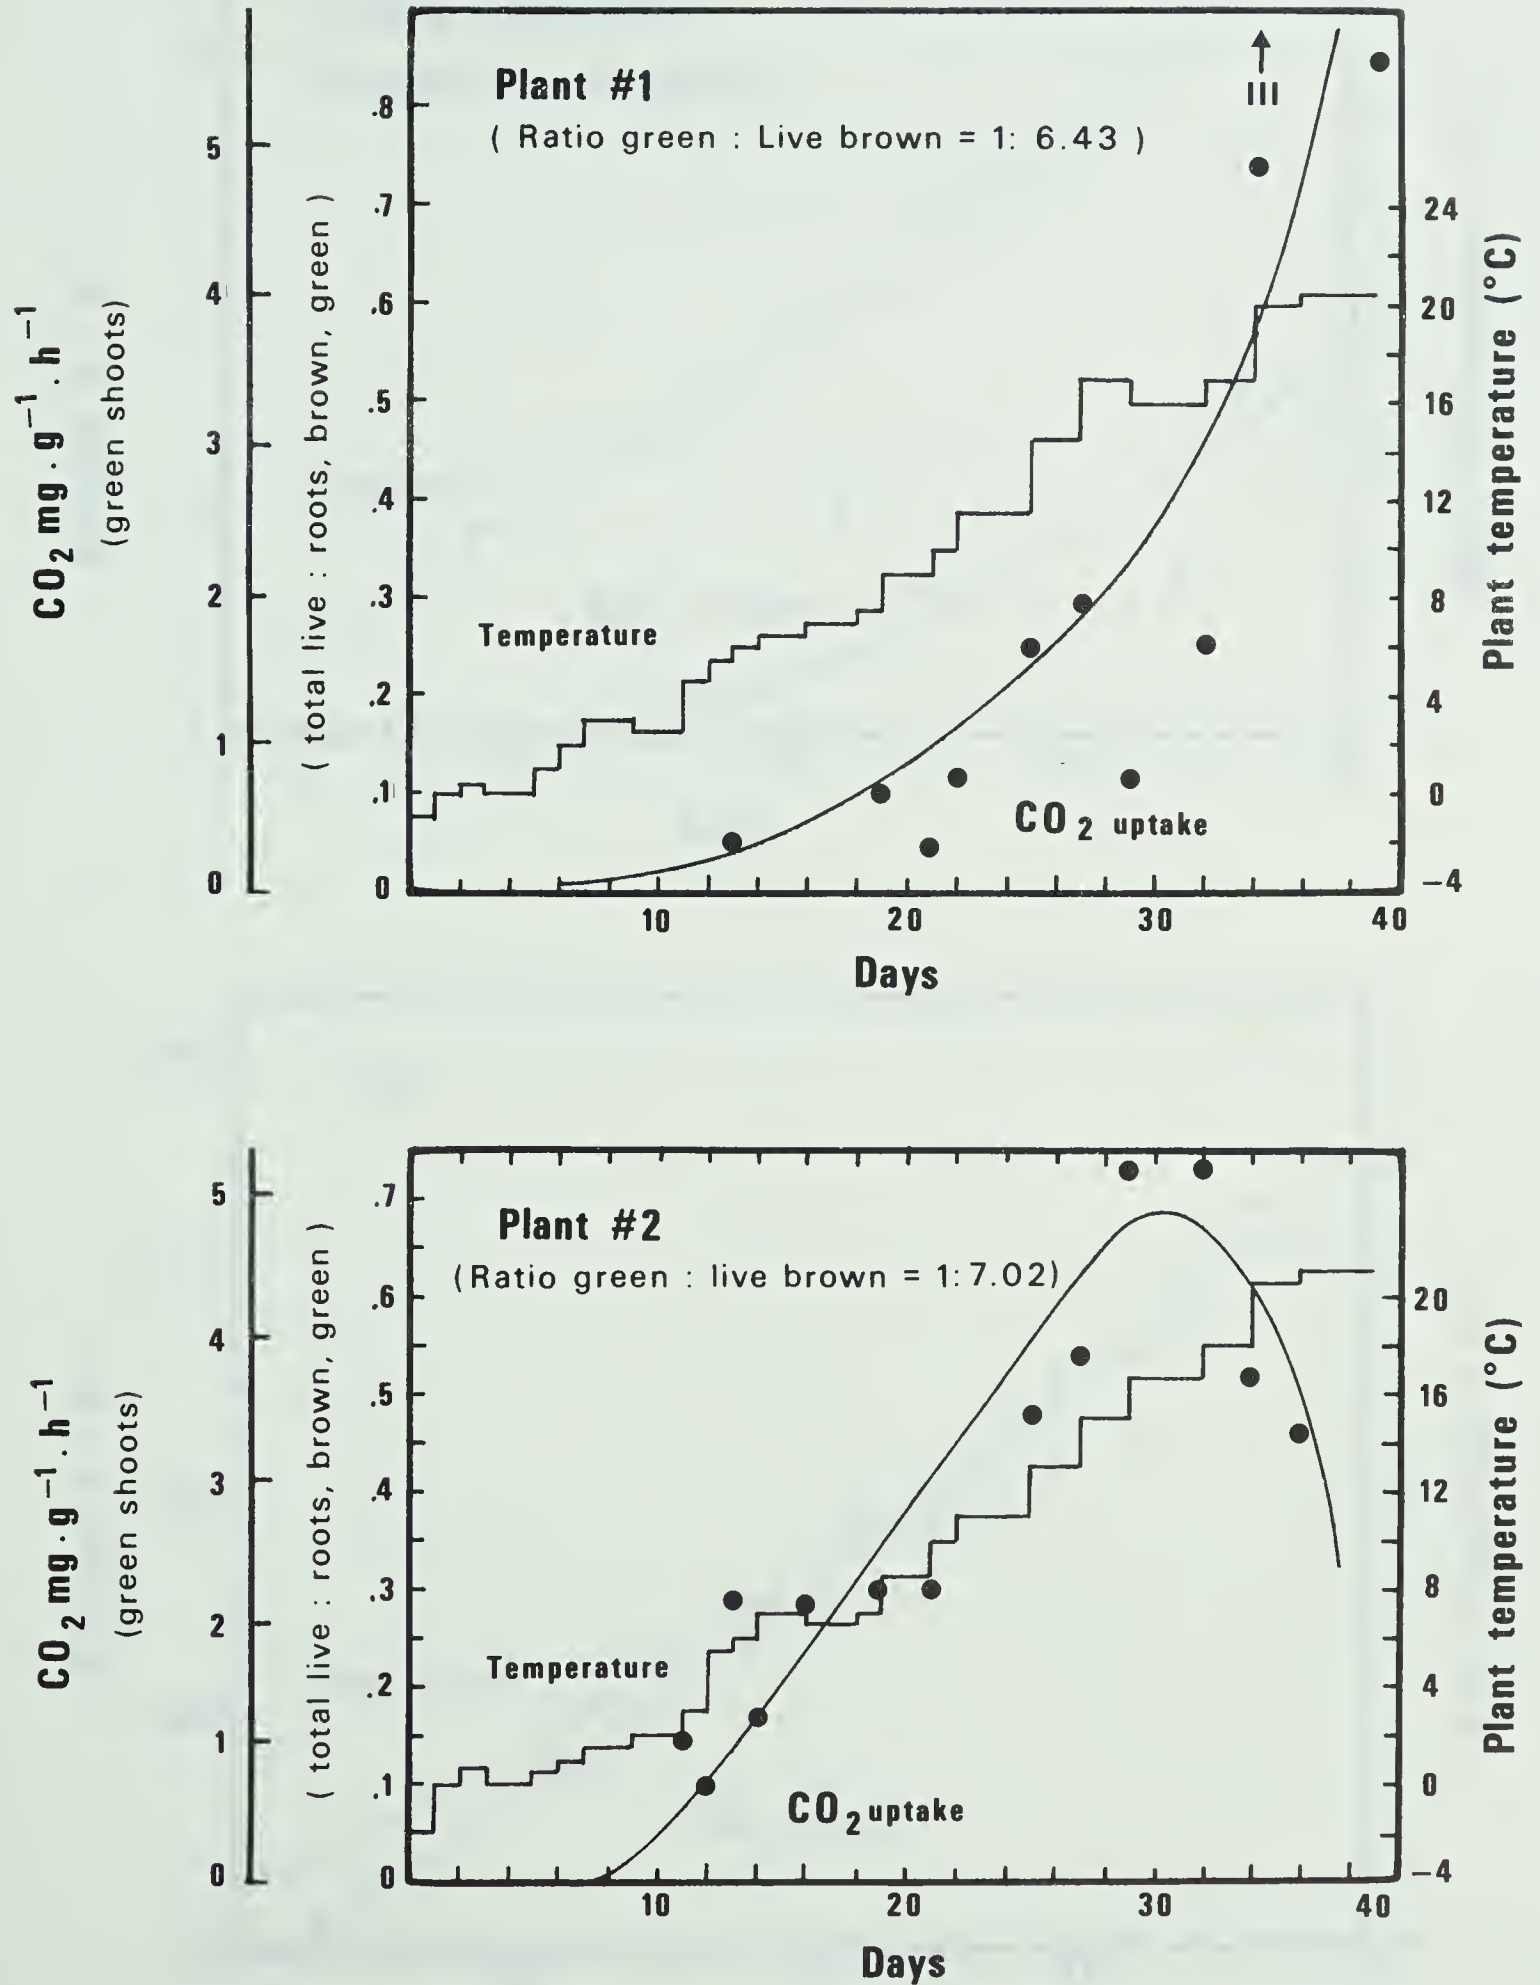 Plant #1
( Ratio green : Live brown = 1: 6.43 )
III
CO2 mg·g−1.h−1
(green shoots)
5
4
3
2
1
0
( total live : roots, brown, green )
.8
.7
.6
.5
.4
.3
.2
.1
0
Temperature
CO2 uptake
24
20
16
12
8
4
0
−4
Plant temperature (°C)
10 20 30 40
Days
Plant #2
(Ratio green : live brown = 1:7.02)
CO2 mg·g−1.h−1
(green shoots)
5
4
3
2
1
0
( total live : roots, brown, green )
.7
.6
.5
.4
.3
.2
.1
0
Temperature
CO2 uptake
20
16
12
8
4
0
−4
Plant temperature (°C)
10 20 30 40
Days